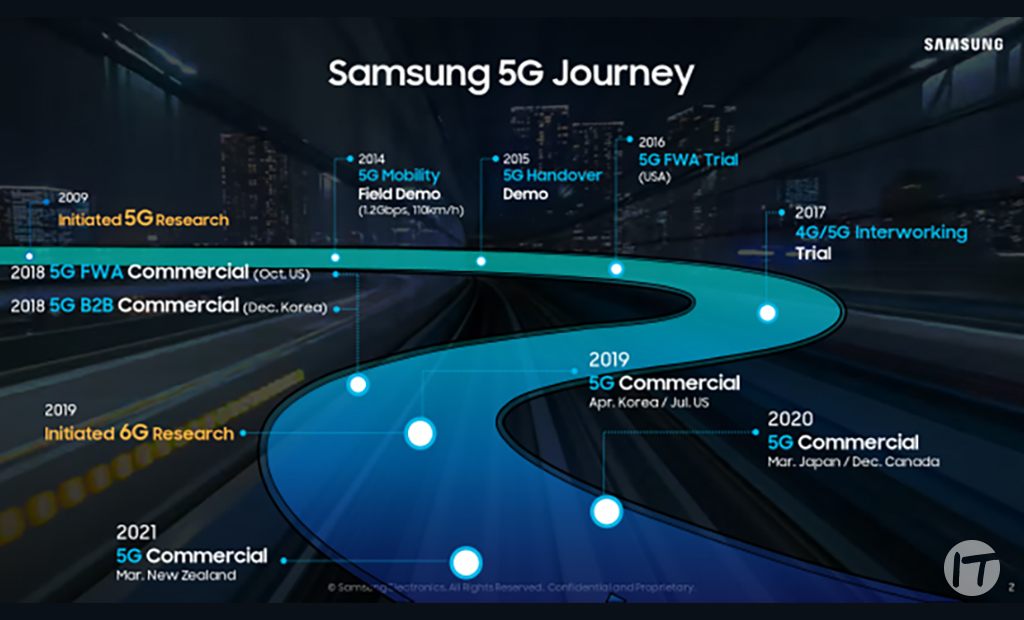 SAMSUNG
Samsung 5G Journey
2009
Initiated 5G Research
2014
5G Mobility
Field Demo
(1.2Gbps, 110km/h)
2015
5G Handover
Demo
2016
5G FWA Trial
(USA)
2017
4G/5G Interworking
Trial
2018 5G FWA Commercial (Oct. US)
2018 5G B2B Commercial (Dec. Korea)
2019
5G Commercial
Apr. Korea / Jul. US
2019
Initiated 6G Research
2020
5G Commercial
Mar. Japan / Dec. Canada
2021
5G Commercial
Mar. New Zealand
© Samsung Electronics. All Rights Reserved. Confidential and Proprietary.
IT
2